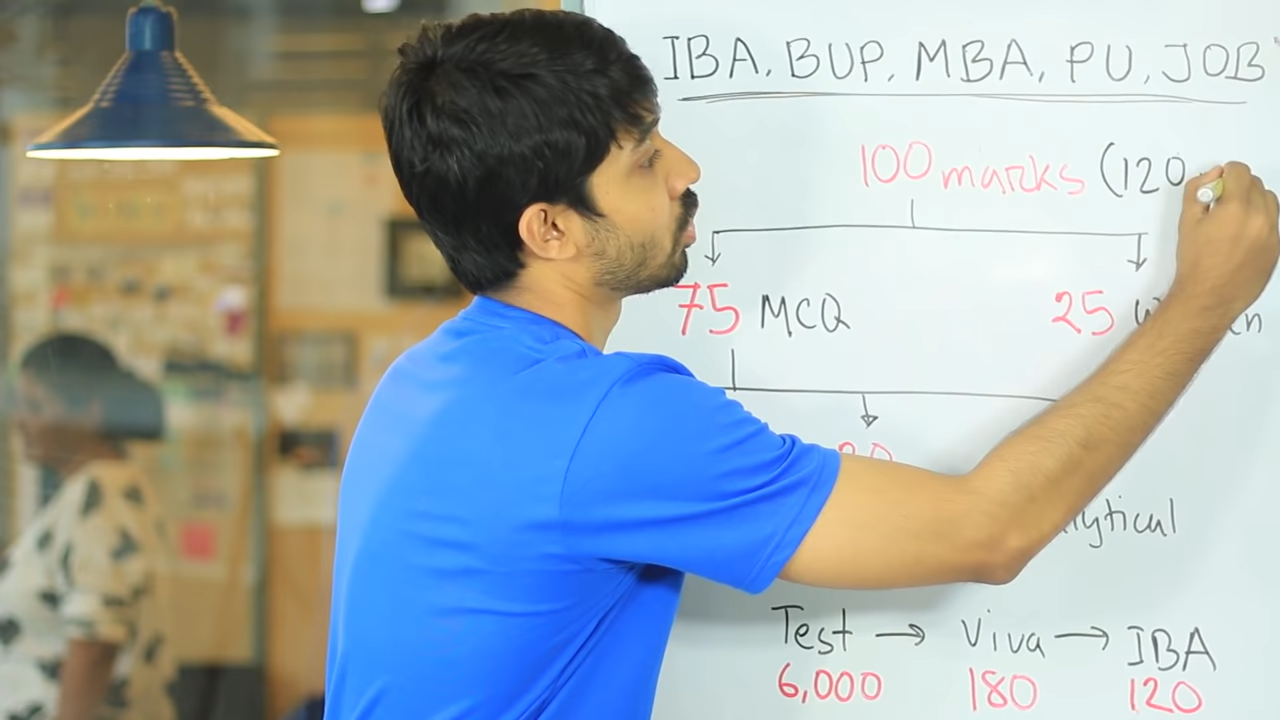 IBA, BUP, MBA, PU, JOB
100 marks (120
75 MCQ 25
Test → Viva → IBA
6,000 180 120